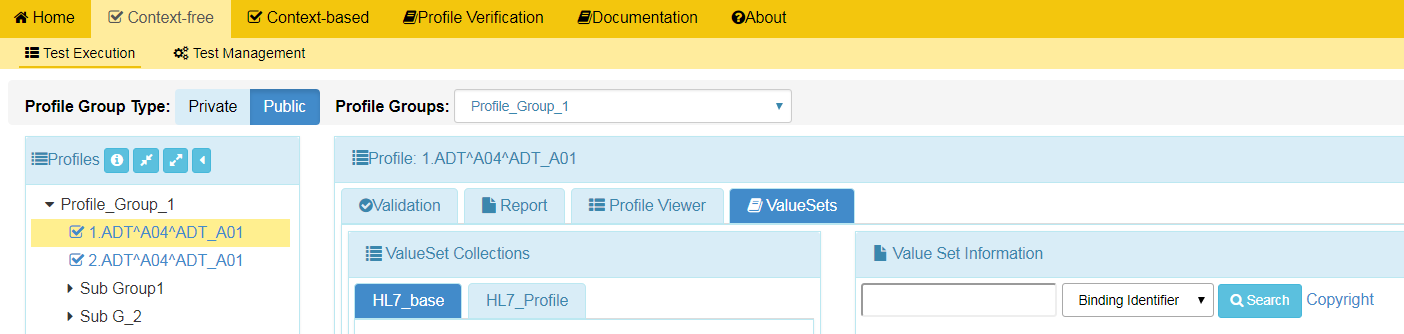 Home Context-free Context-based Profile Verification Documentation About
Test Execution Test Management
Profile Group Type: Private Public Profile Groups: Profile_Group_1
Profiles
Profile_Group_1
1.ADT^A04^ADT_A01
2.ADT^A04^ADT_A01
Sub Group1
Sub G_2
Profile: 1.ADT^A04^ADT_A01
Validation Report Profile Viewer ValueSets
ValueSet Collections
HL7_base HL7_Profile
Value Set Information
Binding Identifier Search Copyright